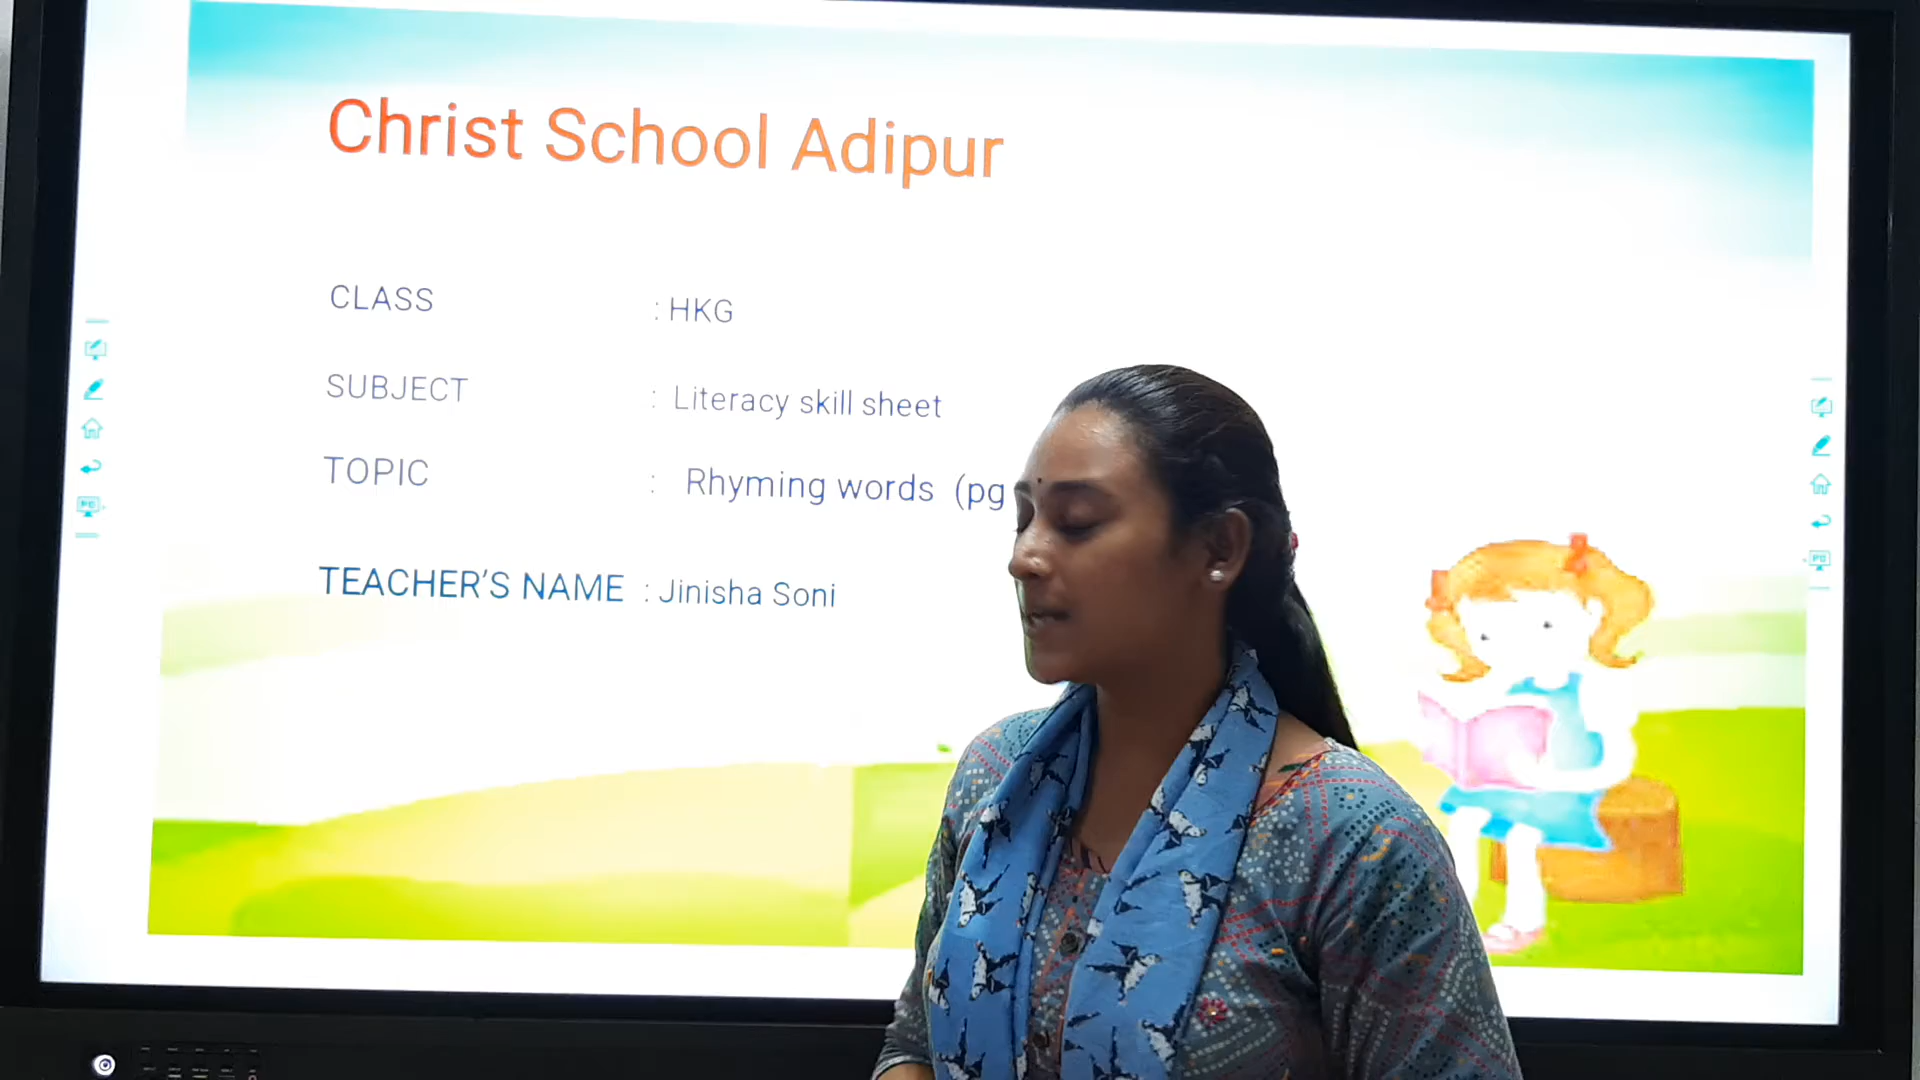 Christ School Adipur
CLASS : HKG
SUBJECT : Literacy skill sheet
TOPIC : Rhyming words (pg
TEACHER'S NAME : Jinisha Soni